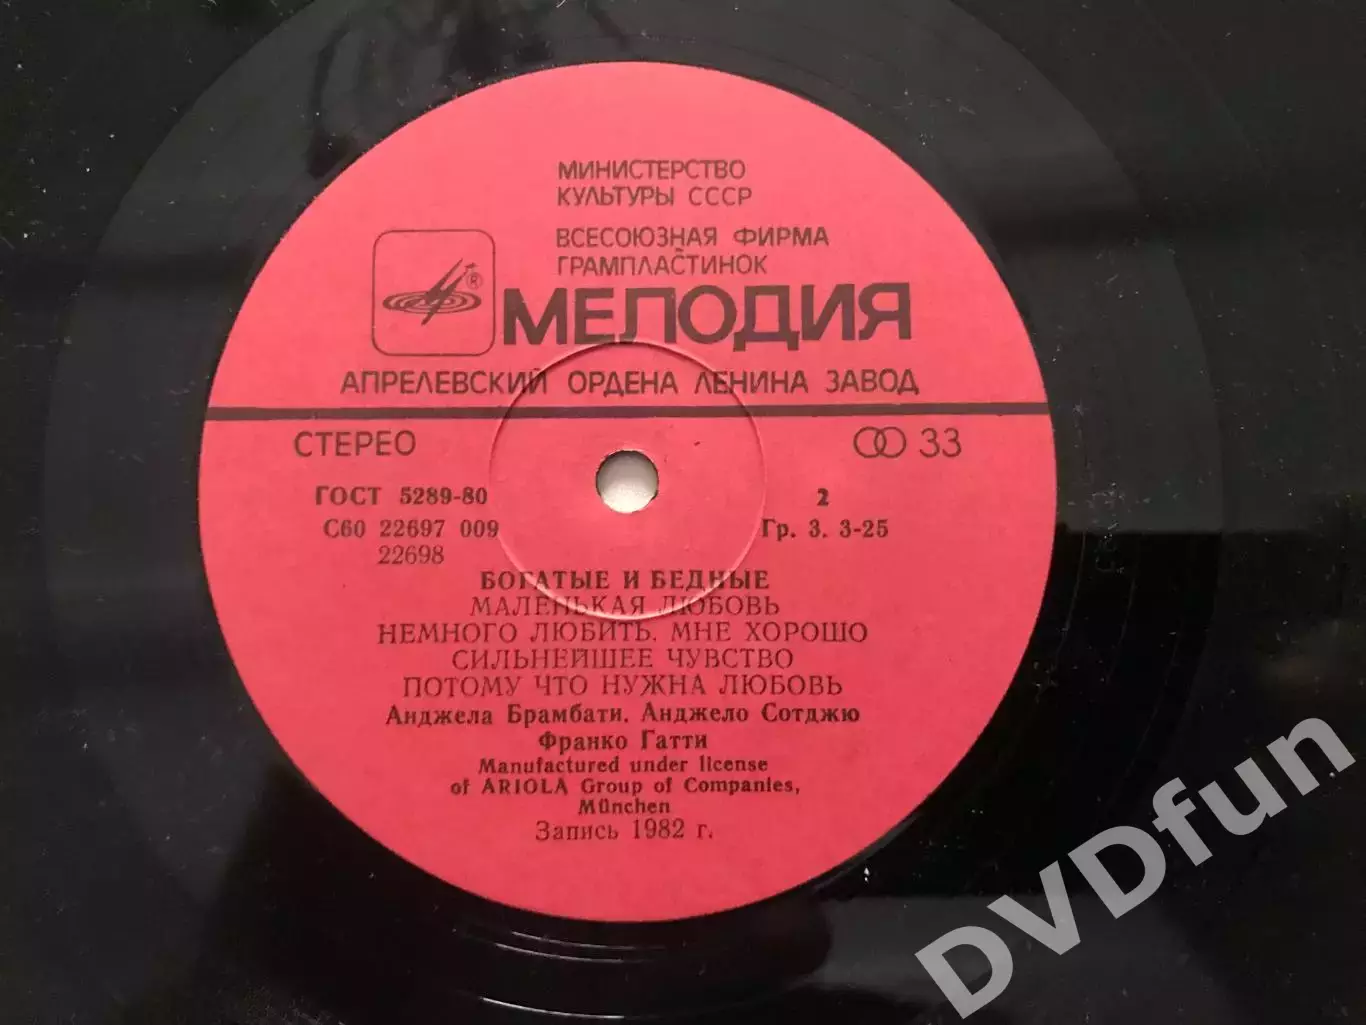 МИНИСТЕРСТВО
КУЛЬТУРЫ СССР
ВСЕСОЮЗНАЯ ФИРМА
ГРАМПЛАСТИНОК
®
МЕЛОДИЯ
АПРЕЛЕВСКИЙ ОРДЕНА ЛЕНИНА ЗАВОД
СТЕРЕО 33
ГОСТ 5289-80 2
С60 22697 009 Гр. 3. 3-25
22698
БОГАТЫЕ И БЕДНЫЕ
МАЛЕНЬКАЯ ЛЮБОВЬ
НЕМНОГО ЛЮБИТЬ. МНЕ ХОРОШО
СИЛЬНЕЙШЕЕ ЧУВСТВО
ПОТОМУ ЧТО НУЖНА ЛЮБОВЬ
Анджела Брамбати, Анджело Сотджю
Франко Гатти
Manufactured under license
of ARIOLA Group of Companies,
München
Запись 1982 г.
DVDfun